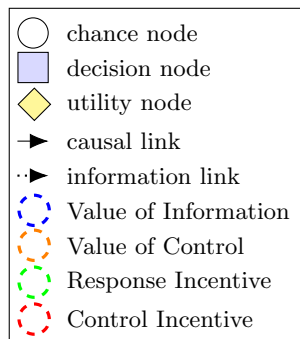 chance node
decision node
utility node
causal link
information link
Value of Information
Value of Control
Response Incentive
Control Incentive